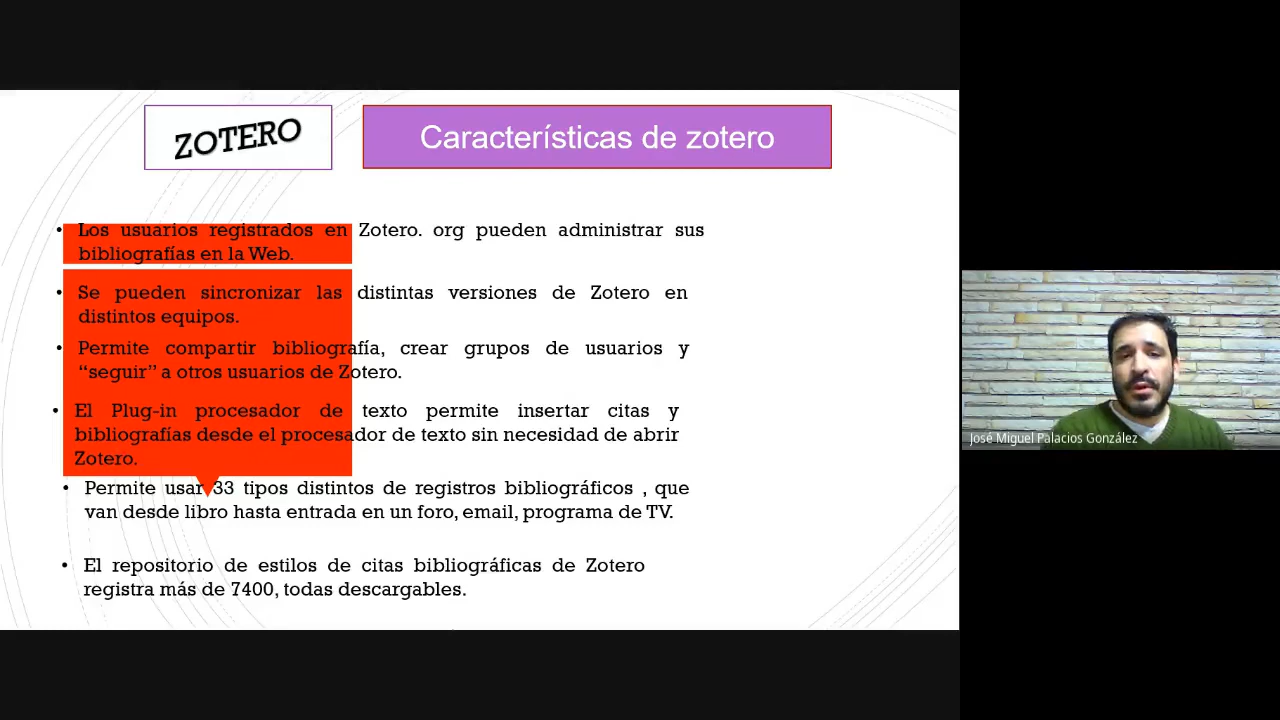 ZOTERO
Características de zotero
• Los usuarios registrados en Zotero. org pueden administrar sus
bibliografías en la Web.
• Se pueden sincronizar las distintas versiones de Zotero en
distintos equipos.
• Permite compartir bibliografía, crear grupos de usuarios y
“seguir” a otros usuarios de Zotero.
• El Plug-in procesador de texto permite insertar citas y
bibliografías desde el procesador de texto sin necesidad de abrir
Zotero.
• Permite usar 33 tipos distintos de registros bibliográficos , que
van desde libro hasta entrada en un foro, email, programa de TV.
• El repositorio de estilos de citas bibliográficas de Zotero
registra más de 7400, todas descargables.
José Miguel Palacios González